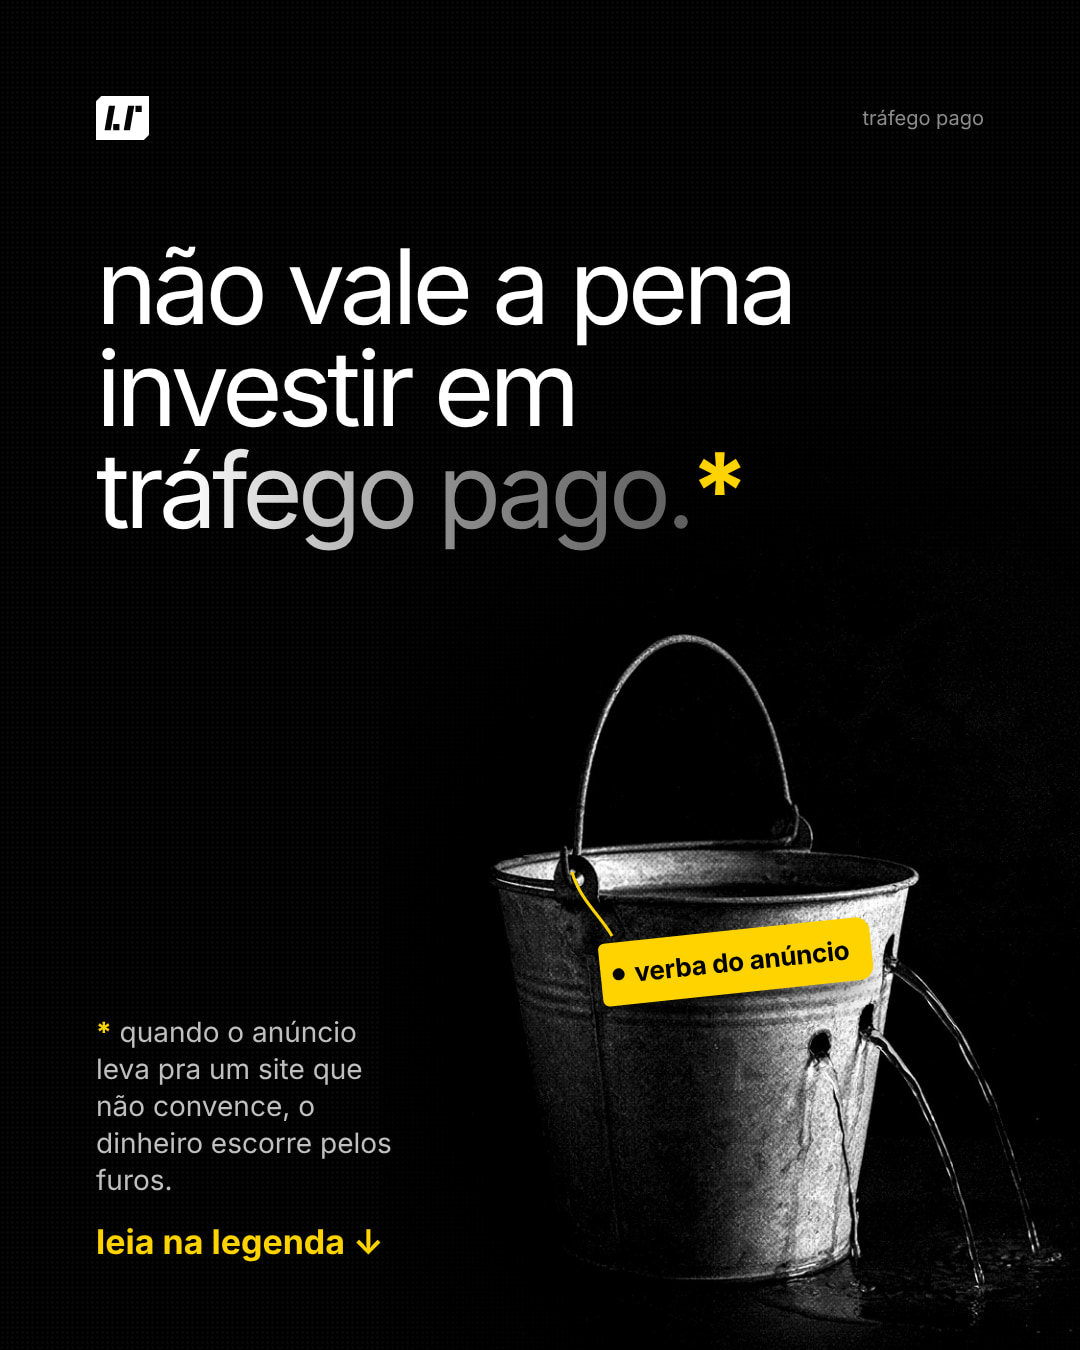 tráfego pago
não vale a pena
investir em
tráfego pago.*
verba do anúncio
* quando o anúncio
leva pra um site que
não convence, o
dinheiro escorre pelos
furos.
leia na legenda ↓